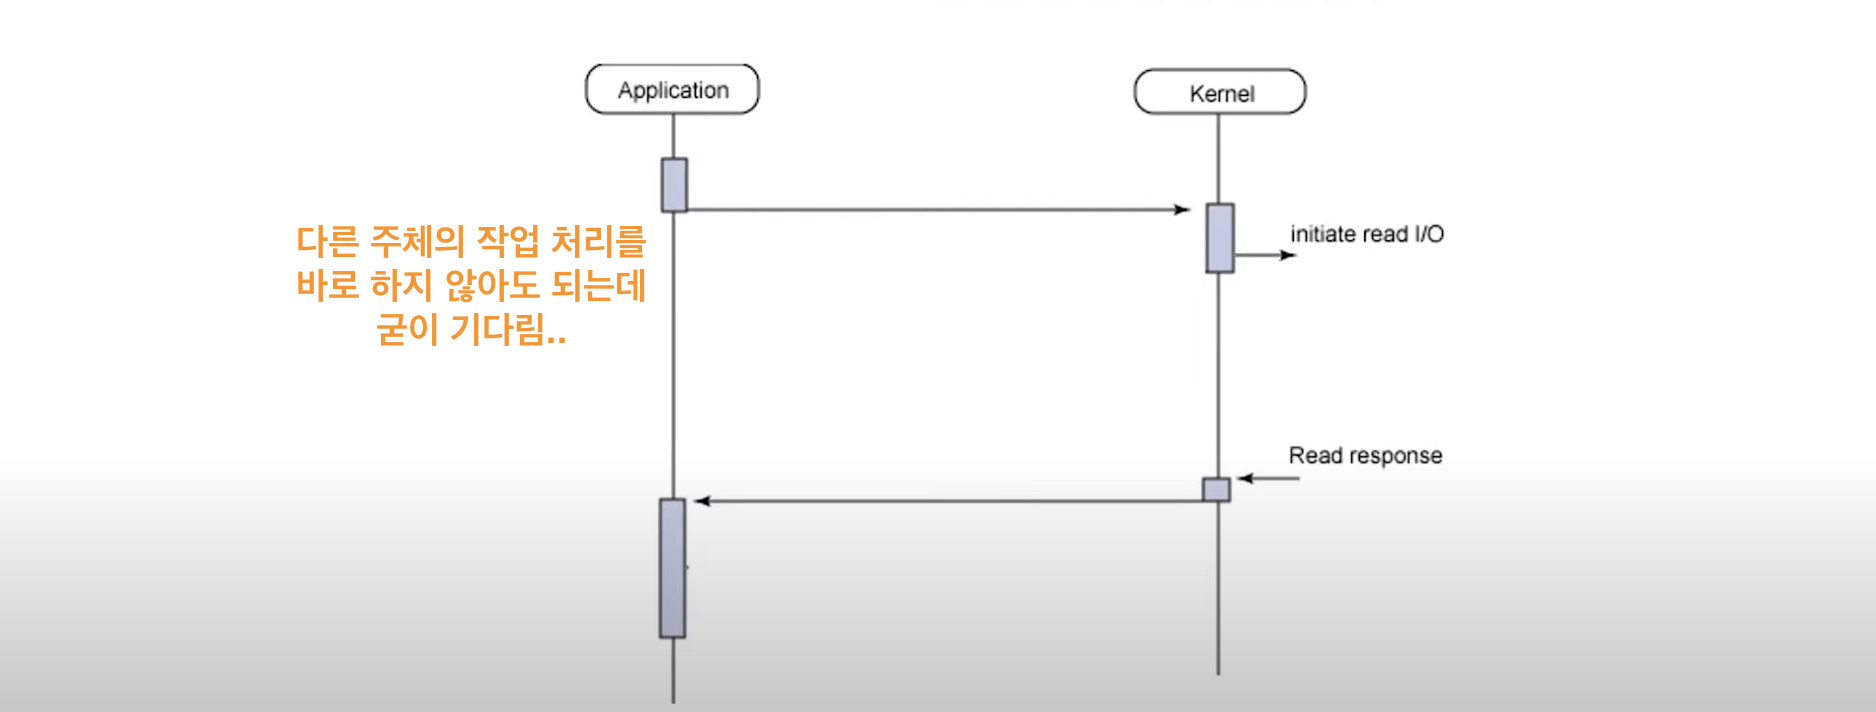 Application
Kernel
initiate read I/O
다른 주체의 작업 처리를
바로 하지 않아도 되는데
굳이 기다림..
Read response